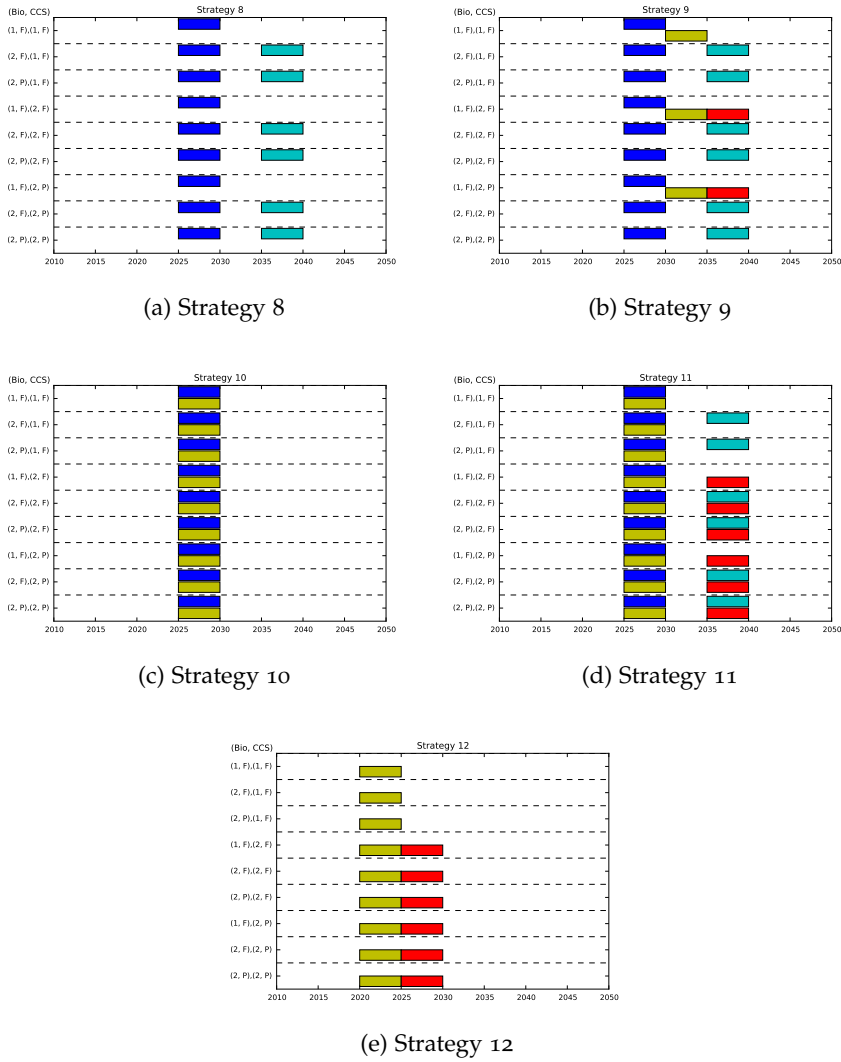 (Bio, CCS) Strategy 8
(1, F),(1, F)
(2, F),(1, F)
(2, P),(1, F)
(1, F),(2, F)
(2, F),(2, F)
(2, P),(2, F)
(1, F),(2, P)
(2, F),(2, P)
(2, P),(2, P)
2010 2015 2020 2025 2030 2035 2040 2045 2050
(a) Strategy 8
(Bio, CCS) Strategy 9
(1, F),(1, F)
(2, F),(1, F)
(2, P),(1, F)
(1, F),(2, F)
(2, F),(2, F)
(2, P),(2, F)
(1, F),(2, P)
(2, F),(2, P)
(2, P),(2, P)
2010 2015 2020 2025 2030 2035 2040 2045 2050
(b) Strategy 9
(Bio, CCS) Strategy 10
(1, F),(1, F)
(2, F),(1, F)
(2, P),(1, F)
(1, F),(2, F)
(2, F),(2, F)
(2, P),(2, F)
(1, F),(2, P)
(2, F),(2, P)
(2, P),(2, P)
2010 2015 2020 2025 2030 2035 2040 2045 2050
(c) Strategy 10
(Bio, CCS) Strategy 11
(1, F),(1, F)
(2, F),(1, F)
(2, P),(1, F)
(1, F),(2, F)
(2, F),(2, F)
(2, P),(2, F)
(1, F),(2, P)
(2, F),(2, P)
(2, P),(2, P)
2010 2015 2020 2025 2030 2035 2040 2045 2050
(d) Strategy 11
(Bio, CCS) Strategy 12
(1, F),(1, F)
(2, F),(1, F)
(2, P),(1, F)
(1, F),(2, F)
(2, F),(2, F)
(2, P),(2, F)
(1, F),(2, P)
(2, F),(2, P)
(2, P),(2, P)
2010 2015 2020 2025 2030 2035 2040 2045 2050
(e) Strategy 12